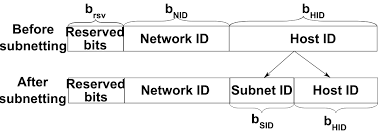 b_rsv b_NID b_HID
Before subnetting Reserved bits Network ID Host ID
After subnetting Reserved bits Network ID Subnet ID Host ID
b_SID b_HID